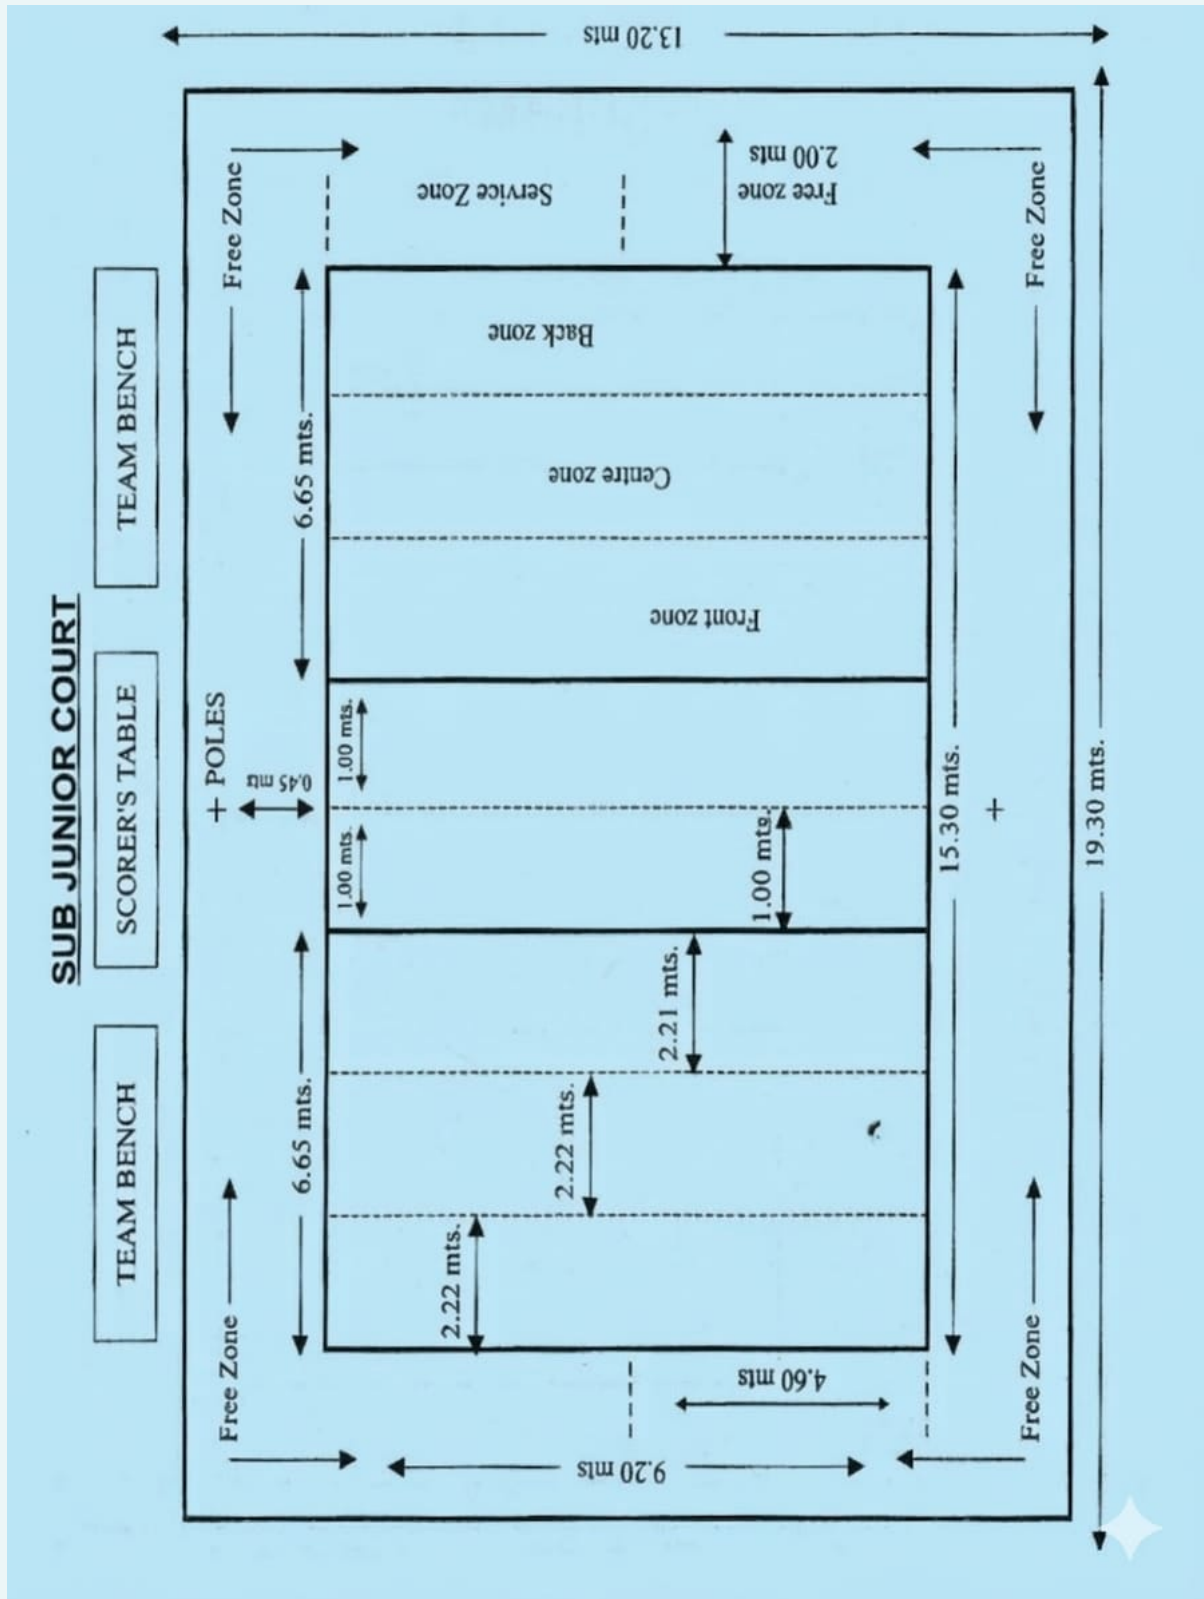 13.20 mts
SUB JUNIOR COURT
TEAM BENCH
SCORER'S TABLE
TEAM BENCH
Free Zone
Service Zone
Free zone
2.00 mts
Free Zone
Back zone
6.65 mts.
Centre zone
Front zone
+ POLES
0.45 mts
1.00 mts.
1.00 mts.
1.00 mts.
15.30 mts.
+
19.30 mts.
6.65 mts.
2.21 mts.
2.22 mts.
2.22 mts.
Free Zone
4.60 mts
Free Zone
9.20 mts